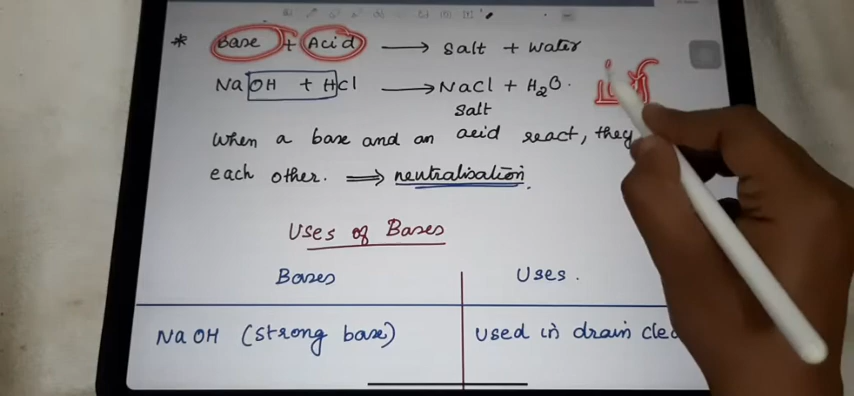 * Base + Acid → Salt + Water
NaOH + HCl → NaCl + H₂O.
Salt
When a base and an acid react, they
each other. ⟹ neutralisation.
Uses of Bases
Bases Uses.
NaOH (strong base) used in drain